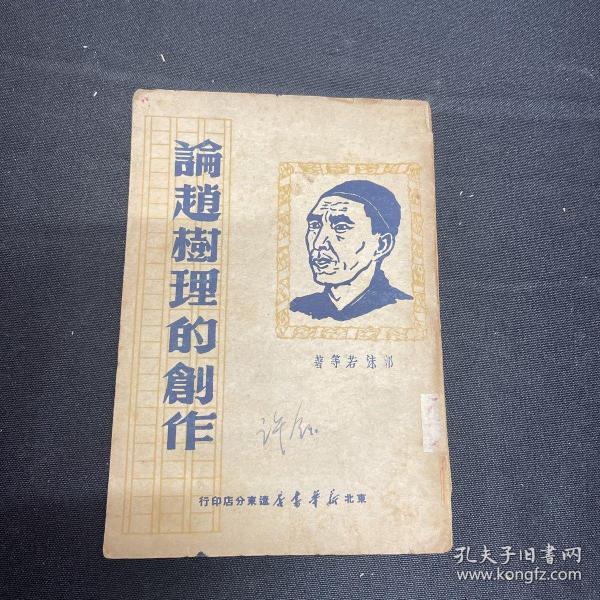 論趙樹理的創作
郭沫若等著
東北新華書店遼東分店印行
孔夫子旧书网
www.kongfz.com